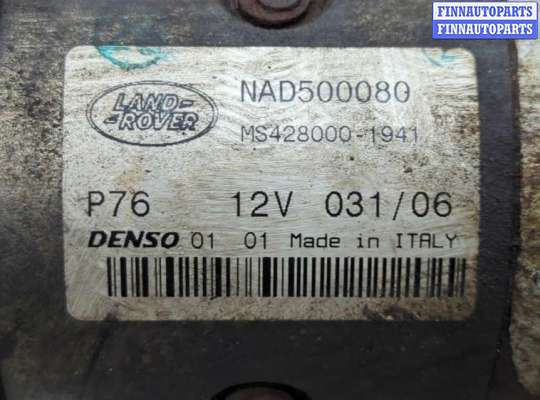 FINNAUTOPARTS
FINNAUTOPARTS
LAND-
-ROVER
NAD500080
MS428000-1941
P76 12V 031/06
DENSO 01 01 Made in ITALY